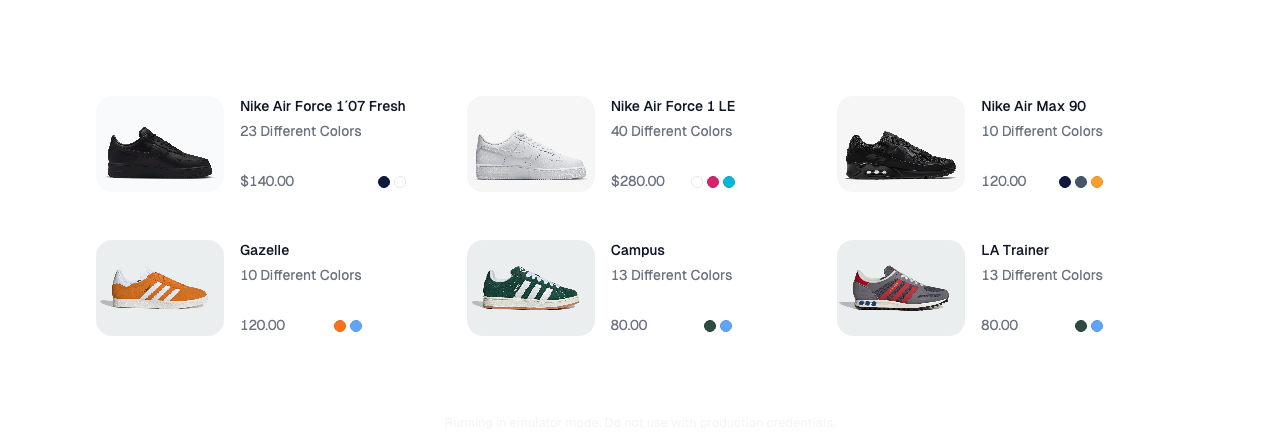 Nike Air Force 1´07 Fresh
23 Different Colors
$140.00
Nike Air Force 1 LE
40 Different Colors
$280.00
Nike Air Max 90
10 Different Colors
120.00
Gazelle
10 Different Colors
120.00
Campus
13 Different Colors
80.00
LA Trainer
13 Different Colors
80.00
Running in emulator mode. Do not use with production credentials.